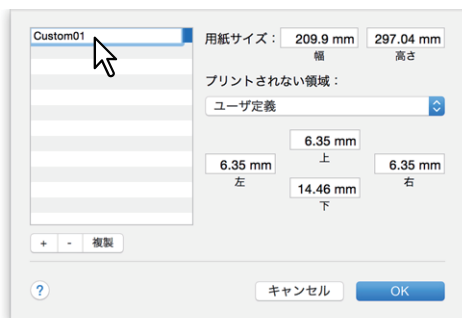 Custom01
用紙サイズ： 209.9 mm 297.04 mm
幅 高さ
プリントされない領域：
ユーザ定義
6.35 mm
上
6.35 mm 6.35 mm
左 右
14.46 mm
下
+ - 複製
? キャンセル OK